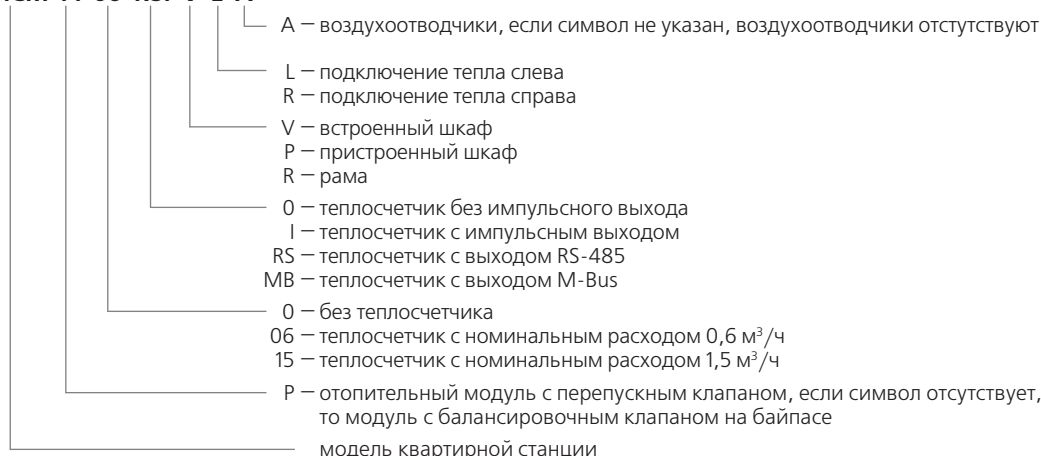 А — воздухоотводчики, если символ не указан, воздухоотводчики отстутствуют
L — подключение тепла слева
R — подключение тепла справа
V — встроенный шкаф
P — пристроенный шкаф
R — рама
0 — теплосчетчик без импульсного выхода
I — теплосчетчик с импульсным выходом
RS — теплосчетчик с выходом RS-485
MB — теплосчетчик с выходом M-Bus
0 — без теплосчетчика
06 — теплосчетчик с номинальным расходом 0,6 м³/ч
15 — теплосчетчик с номинальным расходом 1,5 м³/ч
P — отопительный модуль с перепускным клапаном, если символ отсутствует,
то модуль с балансировочным клапаном на байпасе
модель квартирной станции